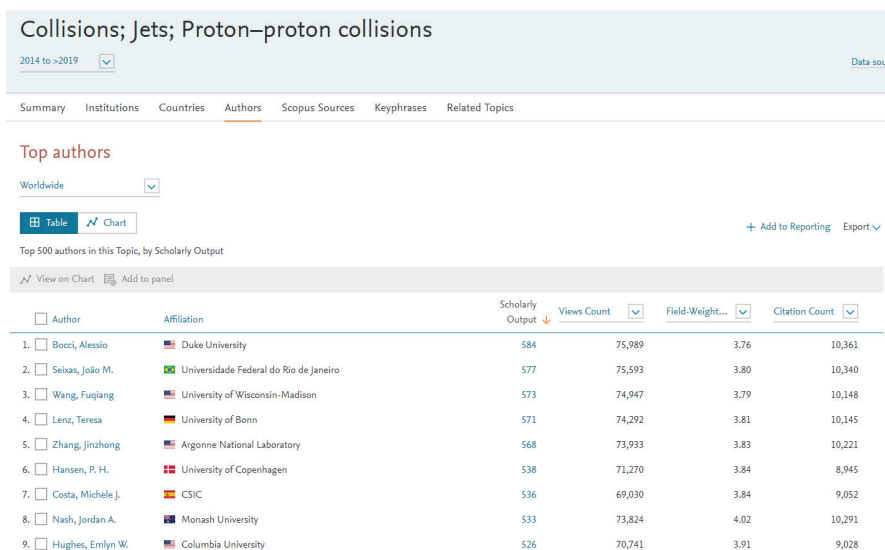 Collisions; Jets; Proton–proton collisions
2014 to >2019
Data sou
Summary Institutions Countries Authors Scopus Sources Keyphrases Related Topics
Top authors
Worldwide
Table Chart
+ Add to Reporting Export
Top 500 authors in this Topic, by Scholarly Output
View on Chart Add to panel
Author Affiliation Scholarly Output Views Count Field-Weight... Citation Count
1. Bocci, Alessio Duke University 584 75,989 3.76 10,361
2. Seixas, João M. Universidade Federal do Rio de Janeiro 577 75,593 3.80 10,340
3. Wang, Fuqiang University of Wisconsin-Madison 573 74,947 3.79 10,148
4. Lenz, Teresa University of Bonn 571 74,292 3.81 10,145
5. Zhang, Jinzhong Argonne National Laboratory 568 73,933 3.83 10,221
6. Hansen, P. H. University of Copenhagen 538 71,270 3.84 8,945
7. Costa, Michele J. CSIC 536 69,030 3.84 9,052
8. Nash, Jordan A. Monash University 533 73,824 4.02 10,291
9. Hughes, Emlyn W. Columbia University 526 70,741 3.91 9,028